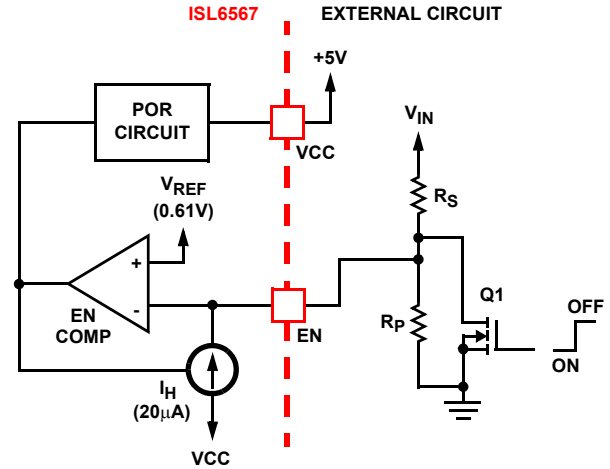 ISL6567
EXTERNAL CIRCUIT
+5V
POR
CIRCUIT
VCC
VIN
VREF
(0.61V)
RS
+
-
EN
COMP
EN
RP
Q1
OFF
ON
IH
(20μA)
VCC